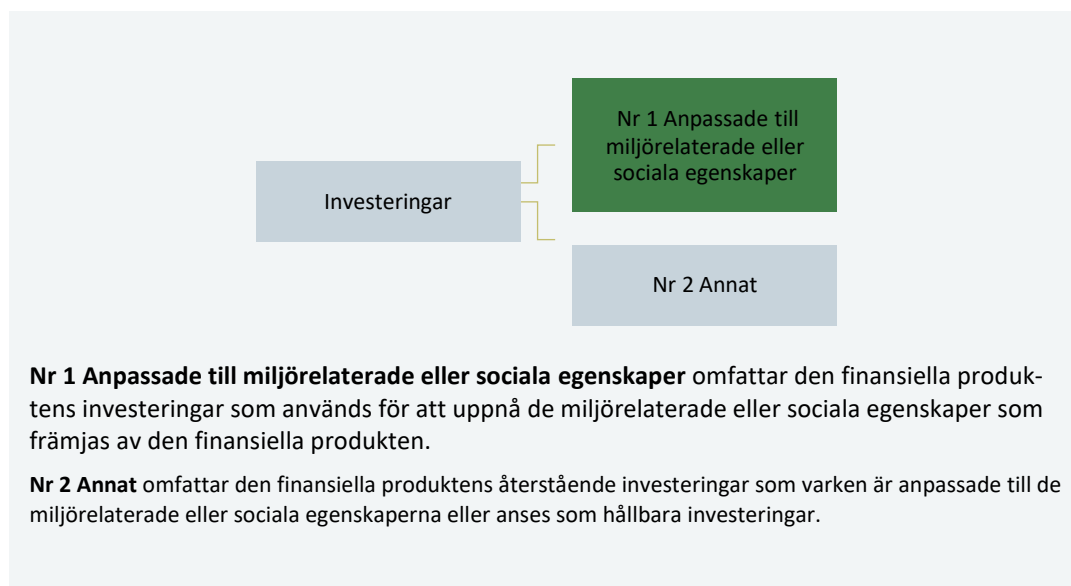 Nr 1 Anpassade till
miljörelaterade eller
sociala egenskaper
Investeringar
Nr 2 Annat
Nr 1 Anpassade till miljörelaterade eller sociala egenskaper omfattar den finansiella produk-
tens investeringar som används för att uppnå de miljörelaterade eller sociala egenskaper som
främjas av den finansiella produkten.
Nr 2 Annat omfattar den finansiella produktens återstående investeringar som varken är anpassade till de
miljörelaterade eller sociala egenskaperna eller anses som hållbara investeringar.